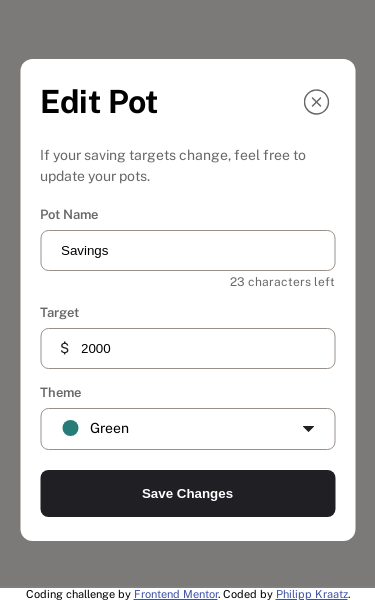 Edit Pot
If your saving targets change, feel free to
update your pots.
Pot Name
Savings
23 characters left
Target
$ 2000
Theme
Green
Save Changes
Coding challenge by Frontend Mentor. Coded by Philipp Kraatz.